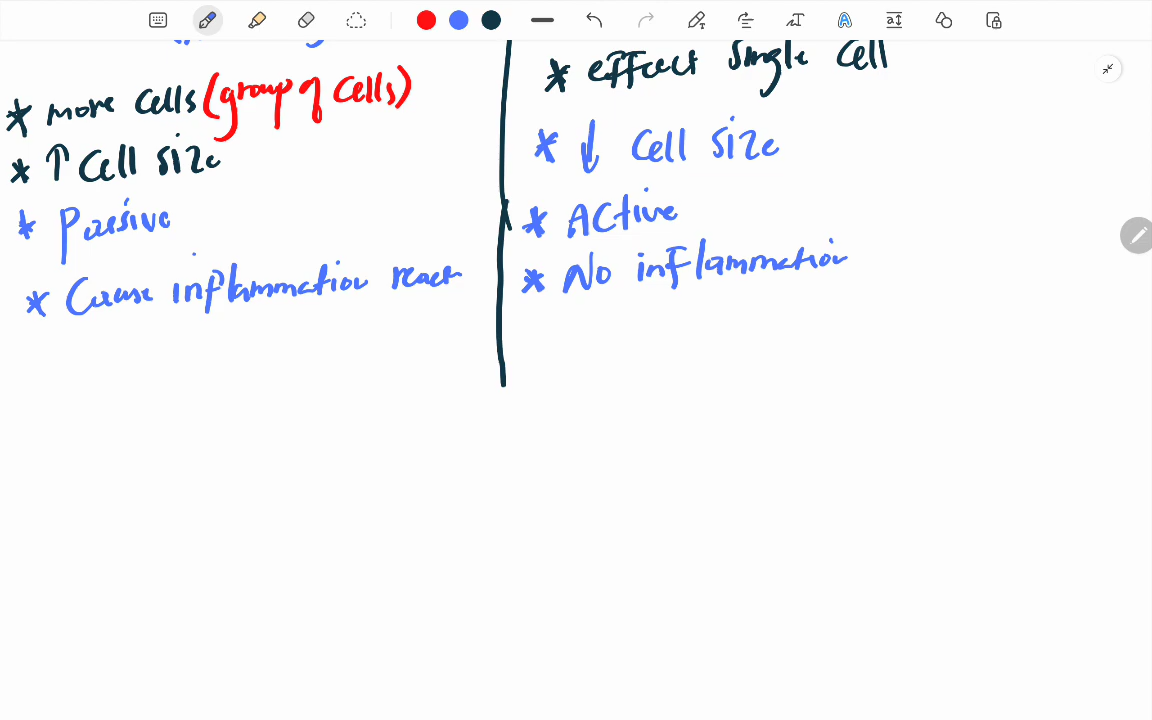 * more cells (group of cells)
* ↑ Cell size
* Passive
* Cause inflammation react
* effect single cell
* ↓ Cell size
* Active
* No inflammation